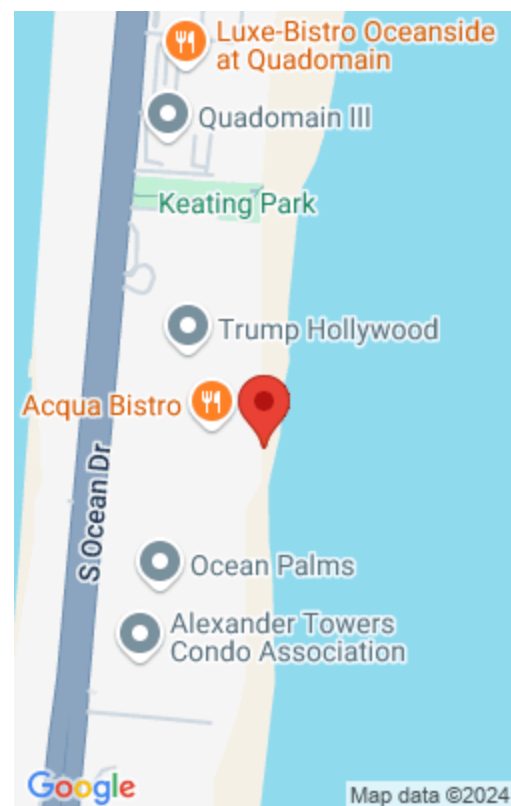 Luxe-Bistro Oceanside
at Quadomain
Quadomain III
Keating Park
Trump Hollywood
Acqua Bistro
S Ocean Dr
Ocean Palms
Alexander Towers
Condo Association
Google
Map data ©2024